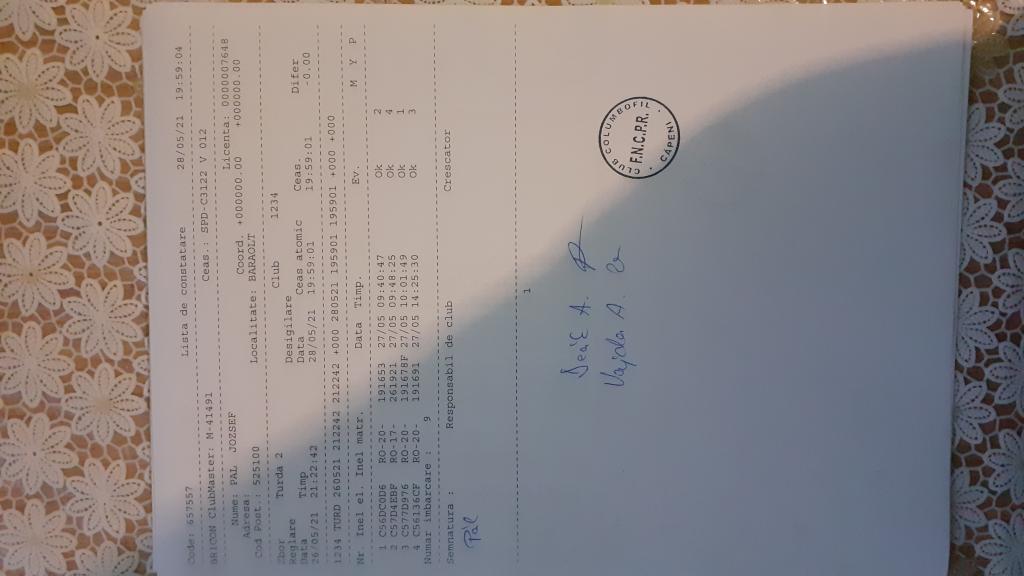 Code: 657557 Lista de constatare 28/05/21 19:59:04
BRICON ClubMaster: M-41491 Ceas.: SPD-C3122 V 012
Nume: PAL JOZSEF Licenta: 0000007648
Adresa: Coord. +000000.00 +000000.00
Cod Post.: 525100 Localitate: BARAOLT
Zbor Turda 2 Club 1234
Reglare Desigilare
Data Timp Data Ceas atomic Ceas. Difer
26/05/21 21:22:42 28/05/21 19:59:01 19:59:01 -0.00
1234 TURD 260521 212242 212242 212242 +000 280521 195901 195901 +000 +000
Nr Inel el. Inel matr. Data Timp. Ev. M Y P
1 C56DC0D6 RO-20- 191653 27/05 09:40:47 Ok 2
2 C57D4EBF RO-17- 261921 27/05 09:48:25 Ok 4
3 C577D976 RO-20- 191678F 27/05 10:01:49 Ok 1
4 C56136CF RO-20- 191691 27/05 14:25:30 Ok 3
Numar imbarcare : 9
Semnatura : Responsabil de club Crescator
Pál
1
Deák A.
Vajda A.
CLUB COLUMBOFIL
F.N.C.P.R.
CAPENI